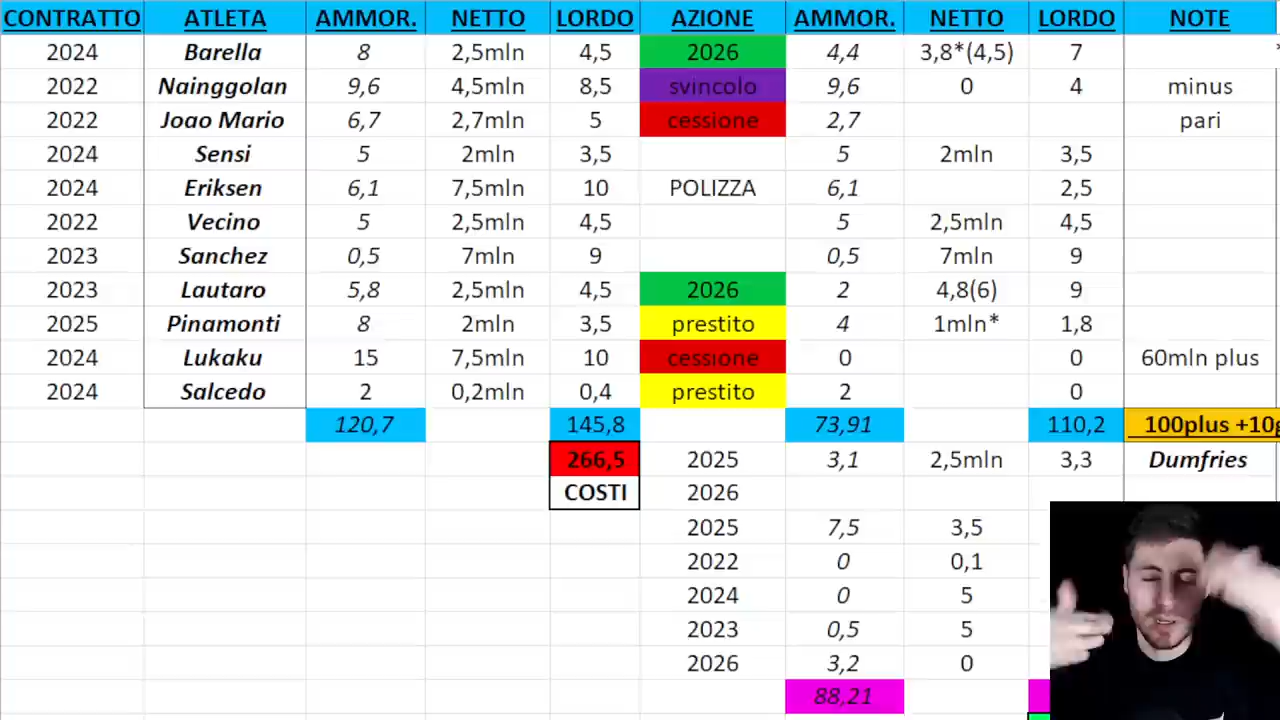 CONTRATTO ATLETA AMMOR. NETTO LORDO AZIONE AMMOR. NETTO LORDO NOTE
2024 Barella 8 2,5mln 4,5 2026 4,4 3,8*(4,5) 7
2022 Nainggolan 9,6 4,5mln 8,5 svincolo 9,6 0 4 minus
2022 Joao Mario 6,7 2,7mln 5 cessione 2,7 pari
2024 Sensi 5 2mln 3,5 5 2mln 3,5
2024 Eriksen 6,1 7,5mln 10 POLIZZA 6,1 2,5
2022 Vecino 5 2,5mln 4,5 5 2,5mln 4,5
2023 Sanchez 0,5 7mln 9 0,5 7mln 9
2023 Lautaro 5,8 2,5mln 4,5 2026 2 4,8(6) 9
2025 Pinamonti 8 2mln 3,5 prestito 4 1mln* 1,8
2024 Lukaku 15 7,5mln 10 cessione 0 0 60mln plus
2024 Salcedo 2 0,2mln 0,4 prestito 2 0
120,7 145,8 73,91 110,2 100plus +10g
266,5 2025 3,1 2,5mln 3,3 Dumfries
COSTI 2026
2025 7,5 3,5
2022 0 0,1
2024 0 5
2023 0,5 5
2026 3,2 0
88,21